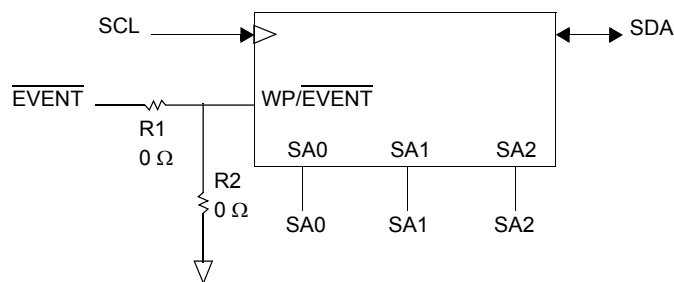 SCL
SDA
EVENT
WP/EVENT
R1
0 Ω
SA0 SA1 SA2
R2
0 Ω
SA0 SA1 SA2